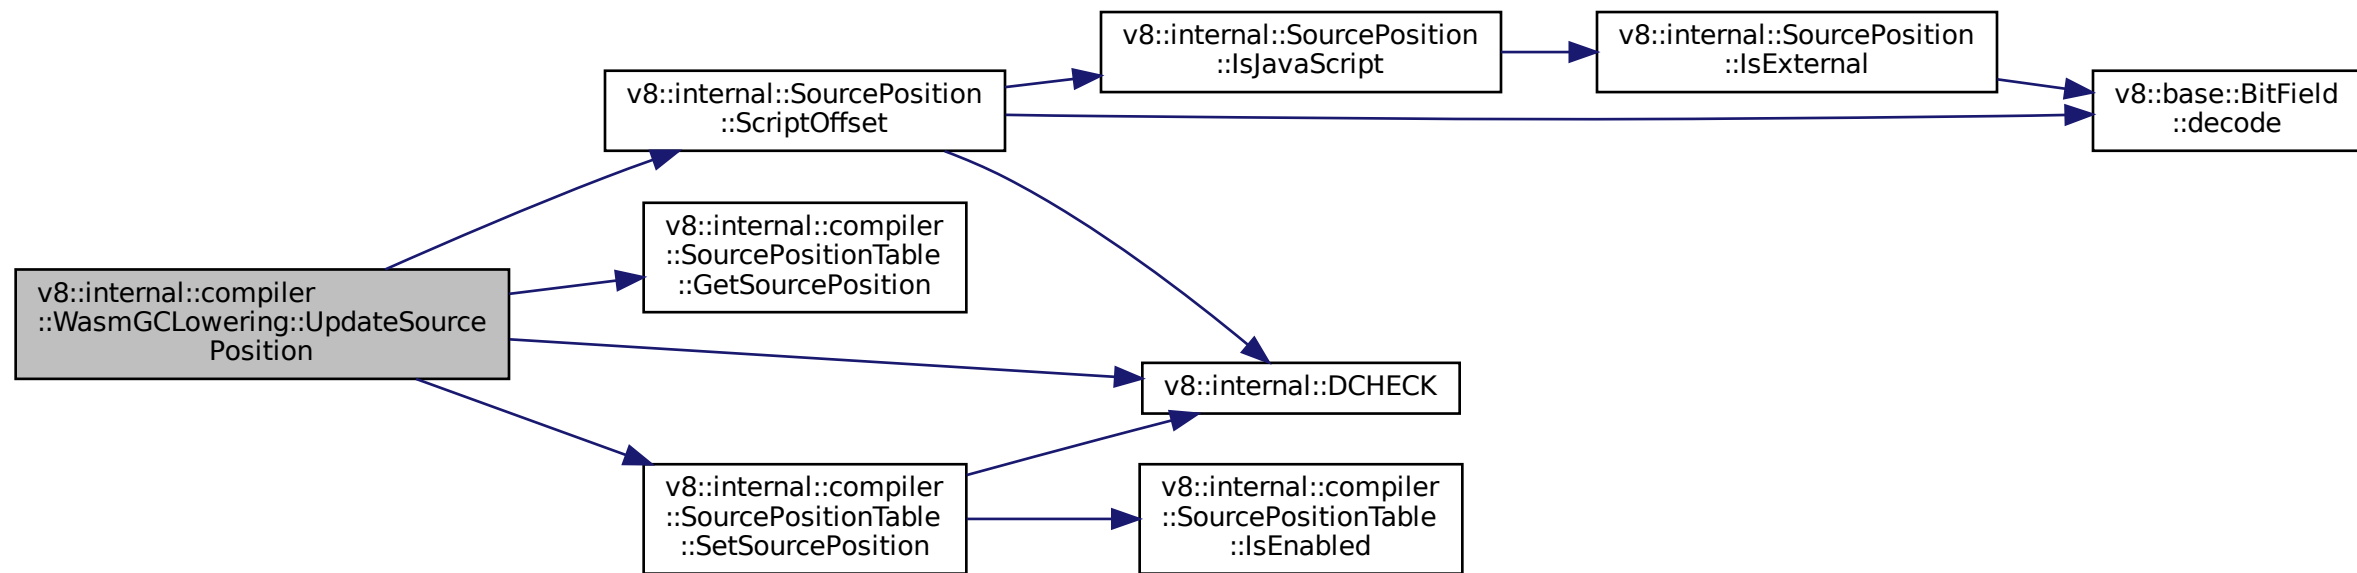 v8::internal::compiler
::WasmGCLowering::UpdateSource
Position
v8::internal::SourcePosition
::ScriptOffset
v8::internal::SourcePosition
::IsJavaScript
v8::internal::SourcePosition
::IsExternal
v8::base::BitField
::decode
v8::internal::compiler
::SourcePositionTable
::GetSourcePosition
v8::internal::DCHECK
v8::internal::compiler
::SourcePositionTable
::SetSourcePosition
v8::internal::compiler
::SourcePositionTable
::IsEnabled